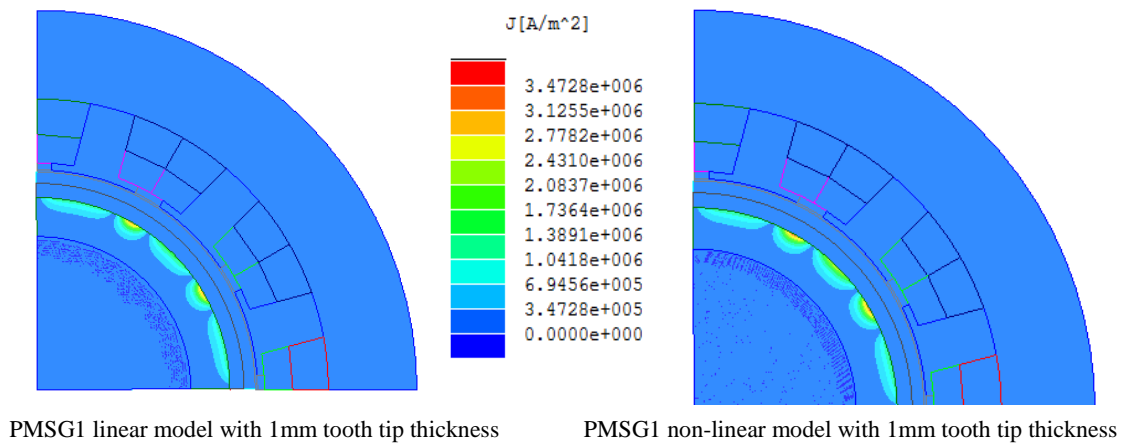 J[A/m^2]
3.4728e+006
3.1255e+006
2.7782e+006
2.4310e+006
2.0837e+006
1.7364e+006
1.3891e+006
1.0418e+006
6.9456e+005
3.4728e+005
0.0000e+000
PMSG1 linear model with 1mm tooth tip thickness
PMSG1 non-linear model with 1mm tooth tip thickness